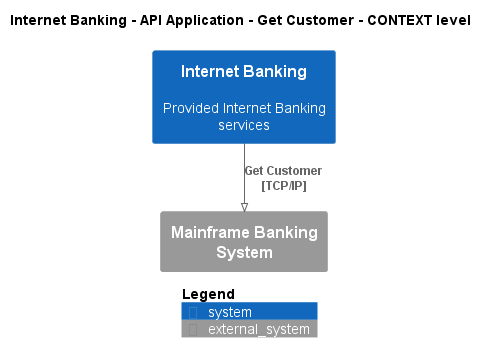 Internet Banking - API Application - Get Customer - CONTEXT level
Internet Banking
Provided Internet Banking
services
Get Customer
[TCP/IP]
Mainframe Banking
System
Legend
system
external_system